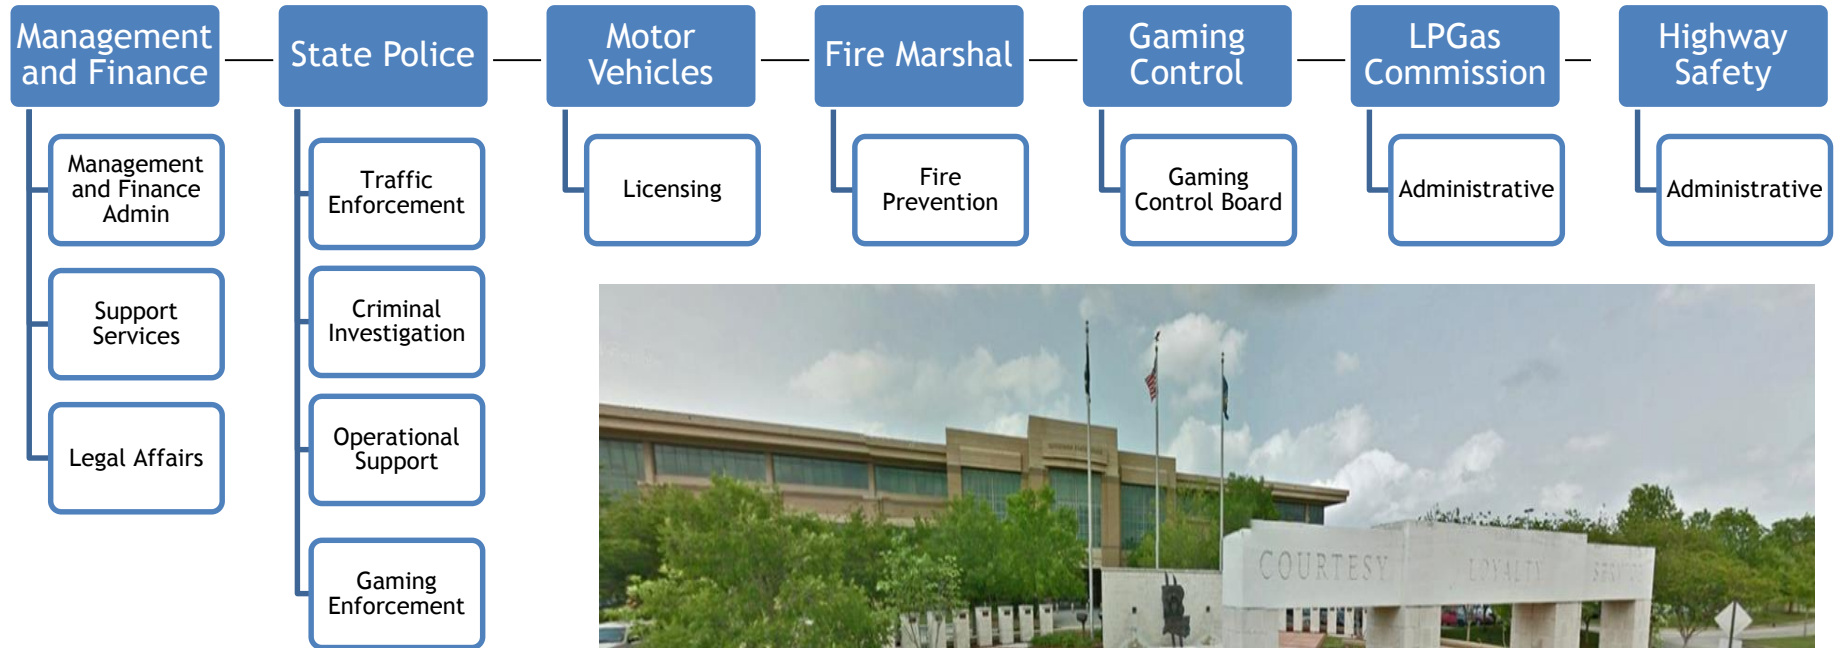 Management
and Finance
State Police
Motor
Vehicles
Fire Marshal
Gaming
Control
LPGas
Commission
Highway
Safety
Management
and Finance
Admin
Support
Services
Legal Affairs
Traffic
Enforcement
Criminal
Investigation
Operational
Support
Gaming
Enforcement
Licensing
Fire
Prevention
Gaming
Control Board
Administrative
Administrative
COURTESY
LOYALTY
SERVICE